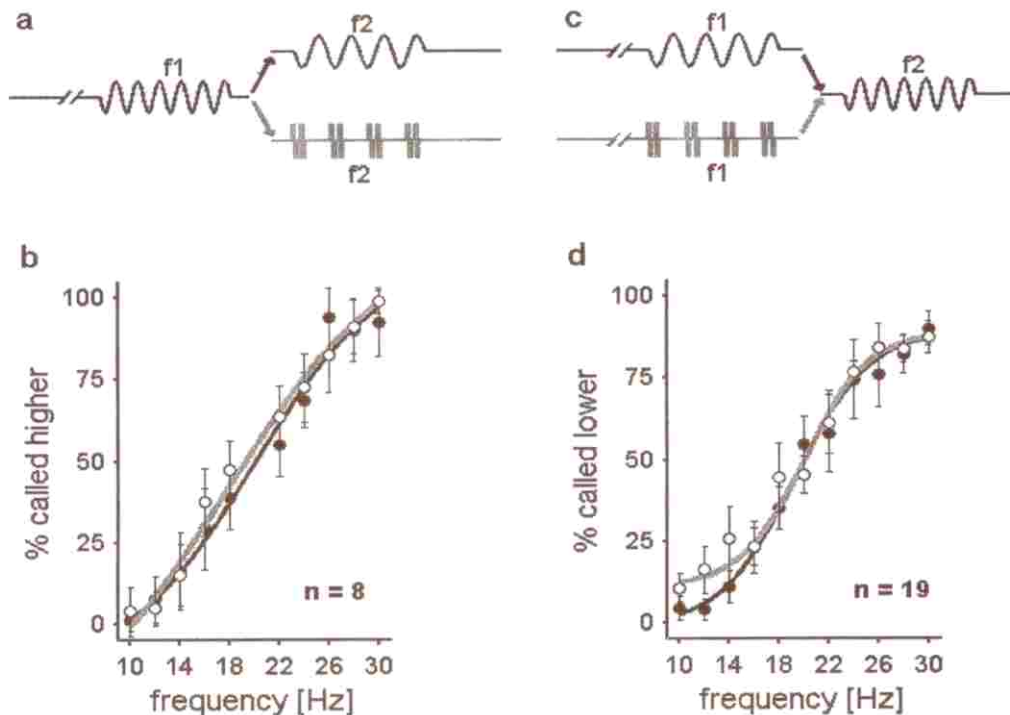 a
f1
f2
f2
c
f1
f1
f2
b
% called higher
100
75
50
25
0
10 14 18 22 26 30
frequency [Hz]
n = 8
d
% called lower
100
75
50
25
0
10 14 18 22 26 30
frequency [Hz]
n = 19